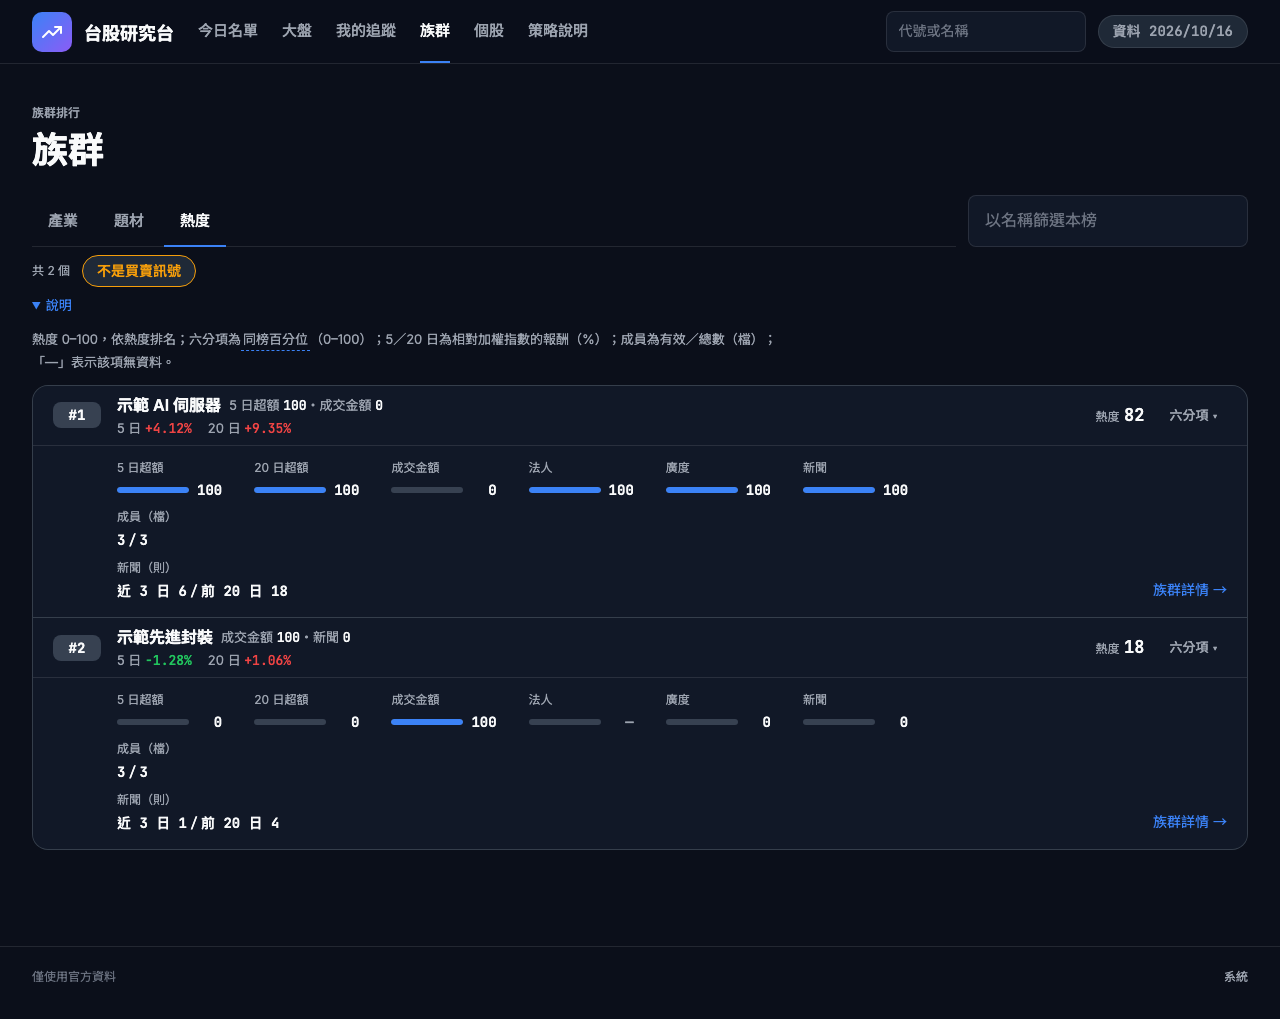 台股研究台 今日名單 大盤 我的追蹤 族群 個股 策略說明 代號或名稱 資料 2026/10/16
族群排行
族群
產業 題材 熱度 以名稱篩選本榜
共 2 個 不是買賣訊號
▼ 說明
熱度 0–100，依熱度排名；六分項為同榜百分位（0–100）；5／20 日為相對加權指數的報酬（%）；成員為有效／總數（檔）；
「—」表示該項無資料。
#1 示範 AI 伺服器 5 日超額 100・成交金額 0 熱度 82 六分項 ▾
5 日 +4.12% 20 日 +9.35%
5 日超額 20 日超額 成交金額 法人 廣度 新聞
100 100 0 100 100 100
成員（檔）
3 / 3
新聞（則）
近 3 日 6 / 前 20 日 18 族群詳情 →
#2 示範先進封裝 成交金額 100・新聞 0 熱度 18 六分項 ▾
5 日 -1.28% 20 日 +1.06%
5 日超額 20 日超額 成交金額 法人 廣度 新聞
0 0 100 — 0 0
成員（檔）
3 / 3
新聞（則）
近 3 日 1 / 前 20 日 4 族群詳情 →
僅使用官方資料 系統